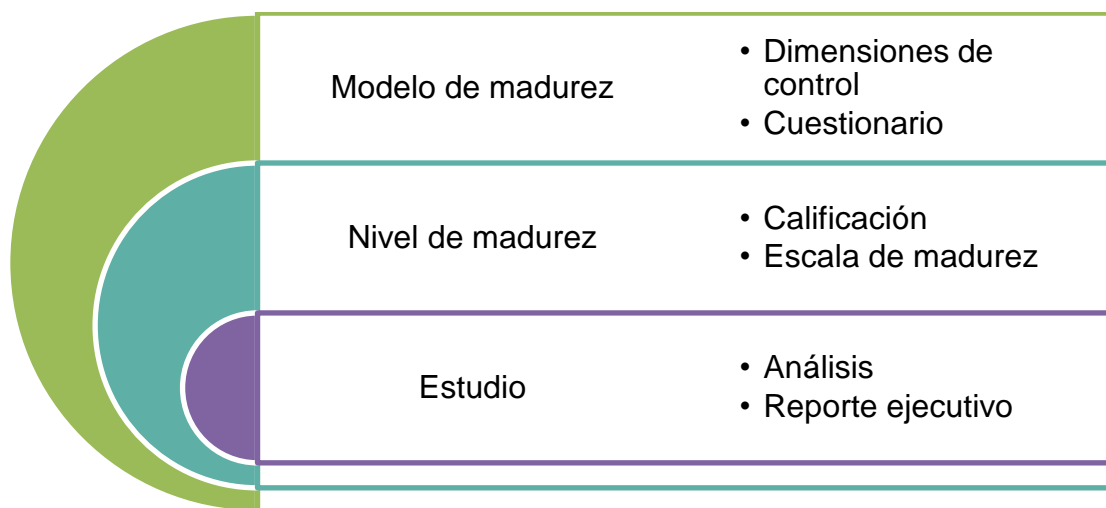 Modelo de madurez
• Dimensiones de
control
• Cuestionario
Nivel de madurez
• Calificación
• Escala de madurez
Estudio
• Análisis
• Reporte ejecutivo